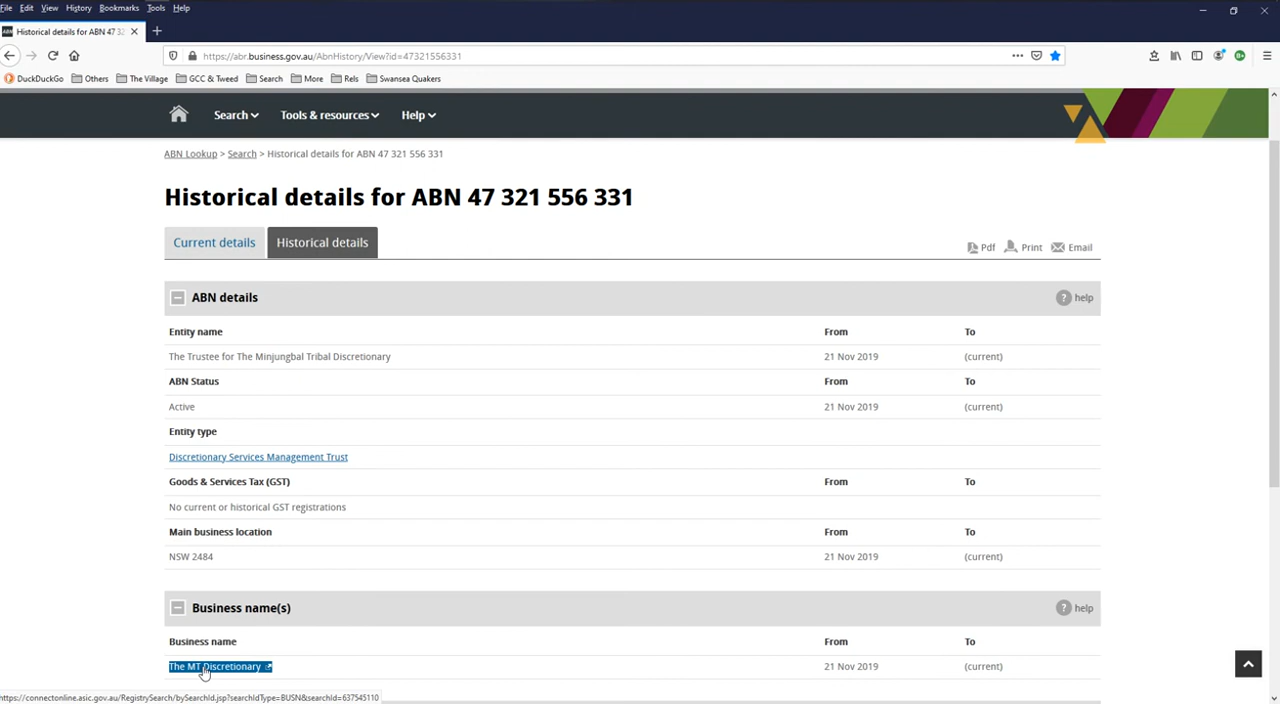 File Edit View History Bookmarks Tools Help
ABN Historical details for ABN 47 32
https://abr.business.gov.au/AbnHistory/View?id=47321556331
DuckDuckGo Others The Village GCC & Tweed Search More Rels Swansea Quakers
Search Tools & resources Help
ABN Lookup > Search > Historical details for ABN 47 321 556 331
Historical details for ABN 47 321 556 331
Current details Historical details
Pdf Print Email
ABN details help
Entity name From To
The Trustee for The Minjungbal Tribal Discretionary 21 Nov 2019 (current)
ABN Status From To
Active 21 Nov 2019 (current)
Entity type
Discretionary Services Management Trust
Goods & Services Tax (GST) From To
No current or historical GST registrations
Main business location From To
NSW 2484 21 Nov 2019 (current)
Business name(s) help
Business name From To
The MT Discretionary 21 Nov 2019 (current)
https://connectonline.asic.gov.au/RegistrySearch/bySearchId.jsp?searchIdType=BUSN&searchId=637545110